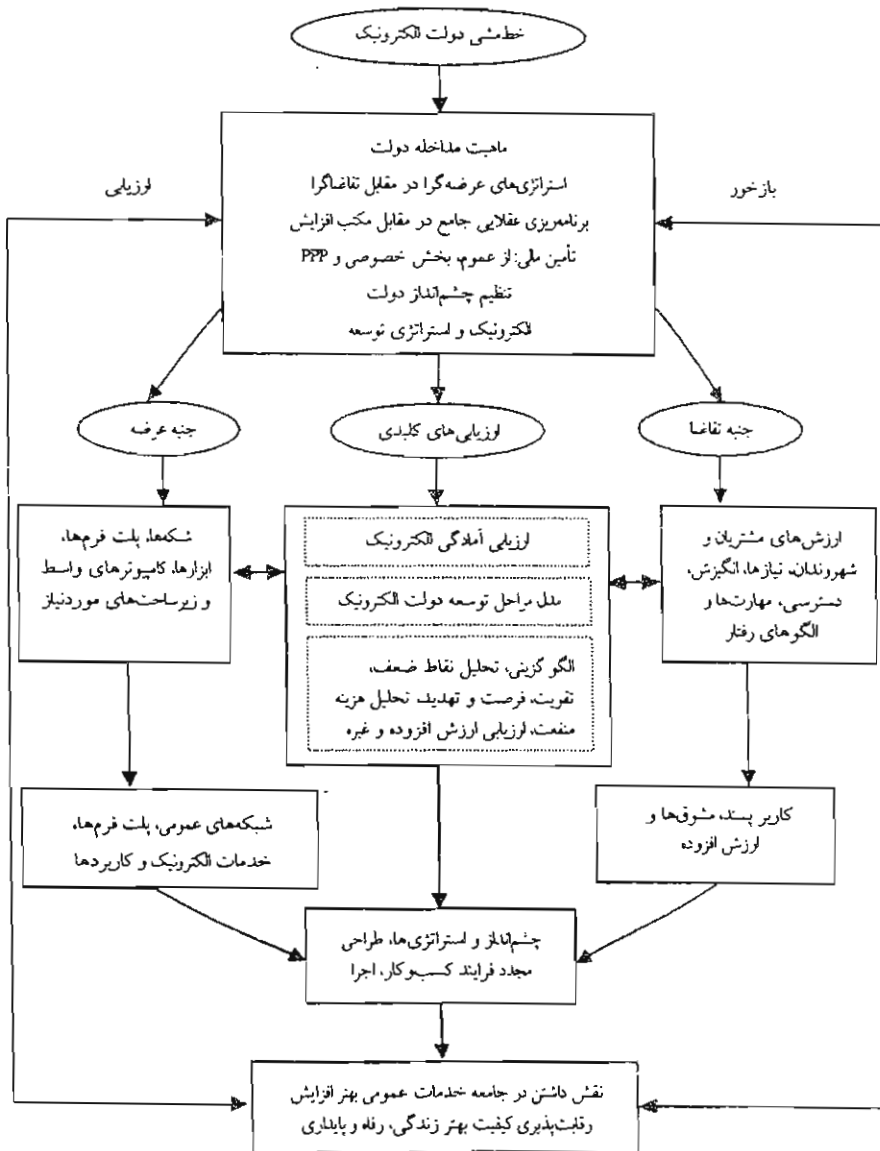 خطمشی دولت الکترونیک
ماهیت مداخله دولت
استراتژی‌های عرضه‌گرا در مقابل تقاضاگرا
برنامه‌ریزی عقلایی جامع در مقابل مکتب افزایش
تأمین مالی: از عموم، بخش خصوصی و PPP
تنظیم چشم‌انداز دولت
الکترونیک و استراتژی توسعه
بازخور
ارزیابی
جنبه تقاضا
ارزیابی‌های کلیدی
جنبه عرضه
ارزش‌های مشتریان و
شهروندان، نیازها، انگیزش،
دسترسی، مهارت‌ها و
الگوهای رفتار
ارزیابی آمادگی الکترونیک
مدل مراحل توسعه دولت الکترونیک
الگو گزینی، تحلیل نقاط ضعف،
تقریت، فرصت و تهدید، تحلیل هزینه
منفعت، ارزیابی ارزش افزوده و غیره
شکه‌ها، پلت فرم‌ها،
ابزارها، کامپیوترهای واسط
و زیرساخت‌های موردنیاز
کاربر پسند، مشوق‌ها و
ارزش افزوده
شبکه‌های عمومی، پلت فرم‌ها،
خدمات الکترونیک و کاربردها
چشم‌انداز و استراتژی‌ها، طراحی
مجدد فرایند کسب‌وکار، اجرا
نقش داشتن در جامعه خدمات عمومی بهتر افزایش
رقابت‌پذیری کیفیت بهتر زندگی، رفاه و پایداری